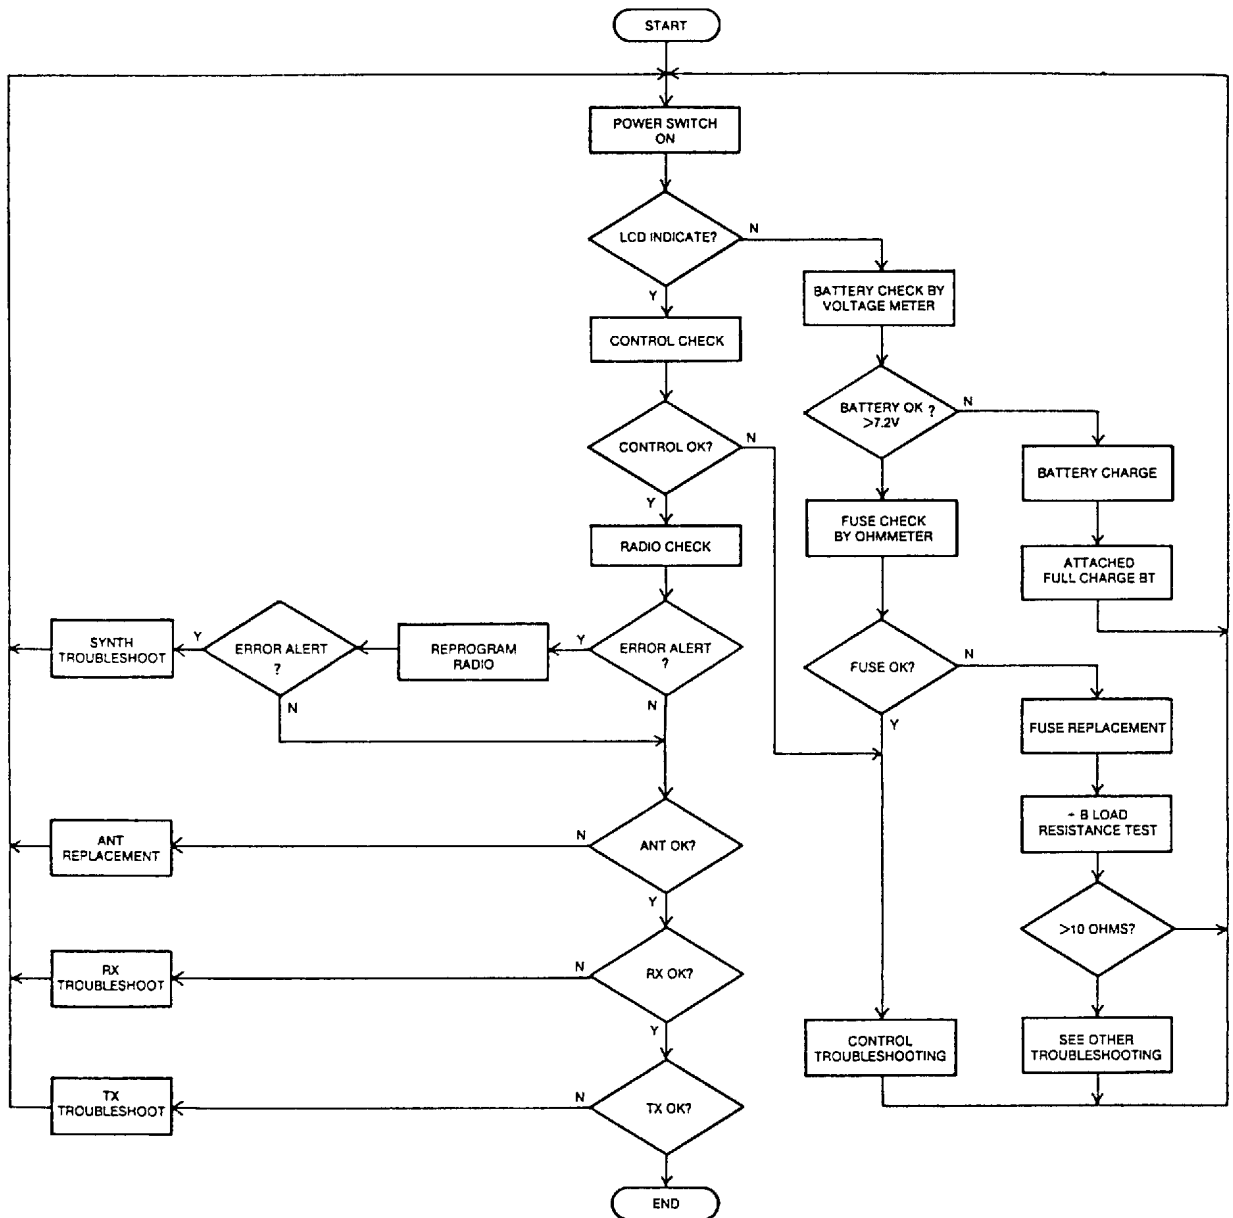 START
POWER SWITCH
ON
LCD INDICATE?
N
Y
BATTERY CHECK BY
VOLTAGE METER
CONTROL CHECK
BATTERY OK ?
>7.2V
N
CONTROL OK?
N
Y
BATTERY CHARGE
FUSE CHECK
BY OHMMETER
RADIO CHECK
ATTACHED
FULL CHARGE BT
SYNTH
TROUBLESHOOT
Y
ERROR ALERT
?
N
REPROGRAM
RADIO
Y
ERROR ALERT
?
N
FUSE OK?
N
Y
FUSE REPLACEMENT
+ B LOAD
RESISTANCE TEST
ANT
REPLACEMENT
N
ANT OK?
Y
>10 OHMS?
RX
TROUBLESHOOT
N
RX OK?
Y
CONTROL
TROUBLESHOOTING
SEE OTHER
TROUBLESHOOTING
TX
TROUBLESHOOT
N
TX OK?
END